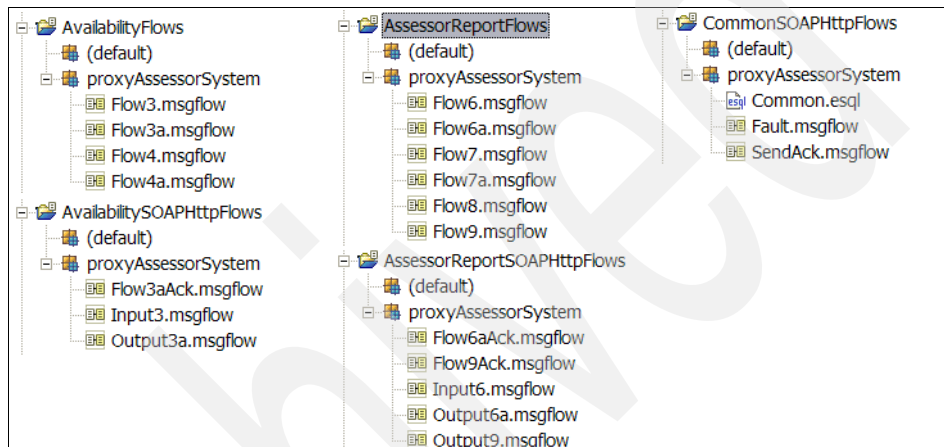 AvailabilityFlows
(default)
proxyAssessorSystem
Flow3.msgflow
Flow3a.msgflow
Flow4.msgflow
Flow4a.msgflow
AvailabilitySOAPHttpFlows
(default)
proxyAssessorSystem
Flow3aAck.msgflow
Input3.msgflow
Output3a.msgflow
AssessorReportFlows
(default)
proxyAssessorSystem
Flow6.msgflow
Flow6a.msgflow
Flow7.msgflow
Flow7a.msgflow
Flow8.msgflow
Flow9.msgflow
AssessorReportSOAPHttpFlows
(default)
proxyAssessorSystem
Flow6aAck.msgflow
Flow9Ack.msgflow
Input6.msgflow
Output6a.msgflow
Output9.msgflow
CommonSOAPHttpFlows
(default)
proxyAssessorSystem
esql Common.esql
Fault.msgflow
SendAck.msgflow